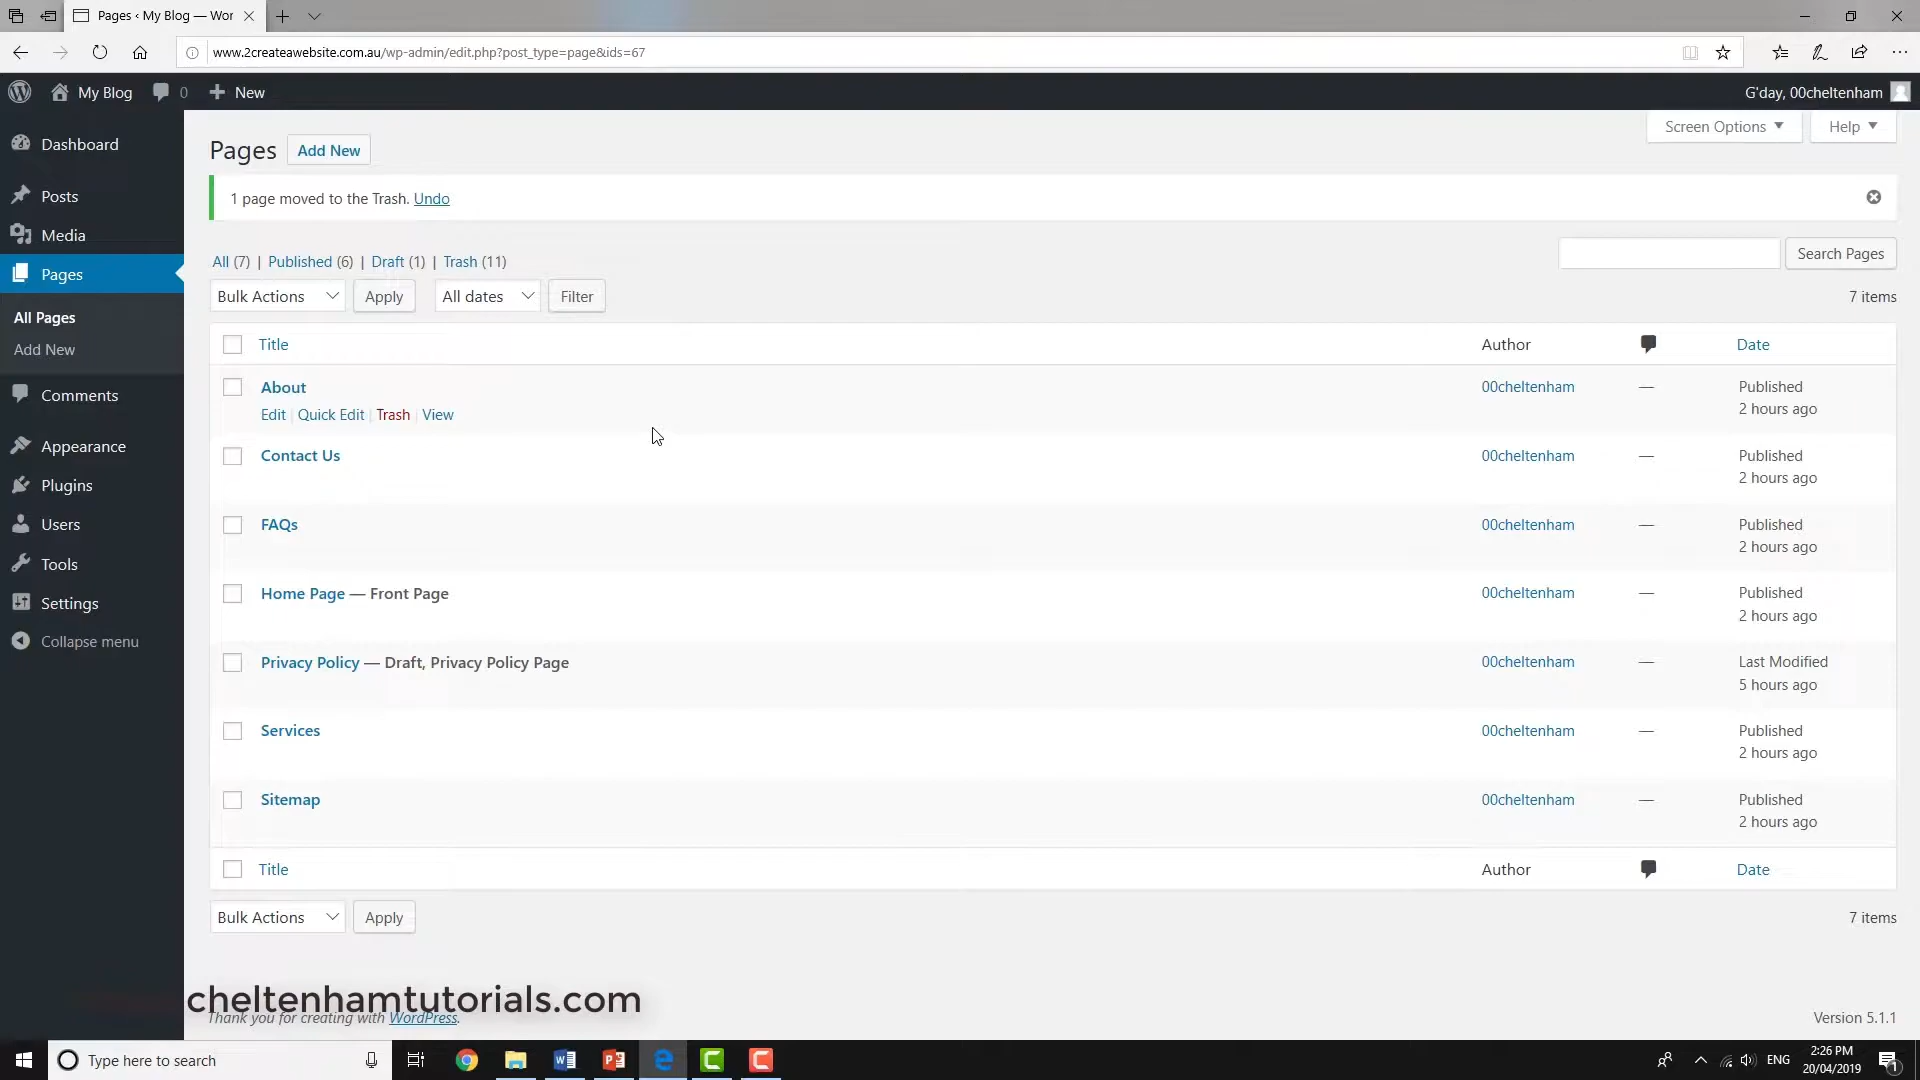 Pages ‹ My Blog — Wor
www.2createawebsite.com.au/wp-admin/edit.php?post_type=page&ids=67
My Blog 0 New G'day, 00cheltenham
Screen Options Help
Dashboard
Posts
Media
Pages
All Pages
Add New
Comments
Appearance
Plugins
Users
Tools
Settings
Collapse menu
Pages Add New
1 page moved to the Trash. Undo
All (7) | Published (6) | Draft (1) | Trash (11)
Search Pages
Bulk Actions Apply All dates Filter 7 items
Title Author Date
About 00cheltenham — Published
2 hours ago
Edit | Quick Edit | Trash | View
Contact Us 00cheltenham — Published
2 hours ago
FAQs 00cheltenham — Published
2 hours ago
Home Page — Front Page 00cheltenham — Published
2 hours ago
Privacy Policy — Draft, Privacy Policy Page 00cheltenham — Last Modified
5 hours ago
Services 00cheltenham — Published
2 hours ago
Sitemap 00cheltenham — Published
2 hours ago
Title Author Date
Bulk Actions Apply 7 items
cheltenhamtutorials.com
Thank you for creating with WordPress. Version 5.1.1
Type here to search ENG 2:26 PM
20/04/2019 1